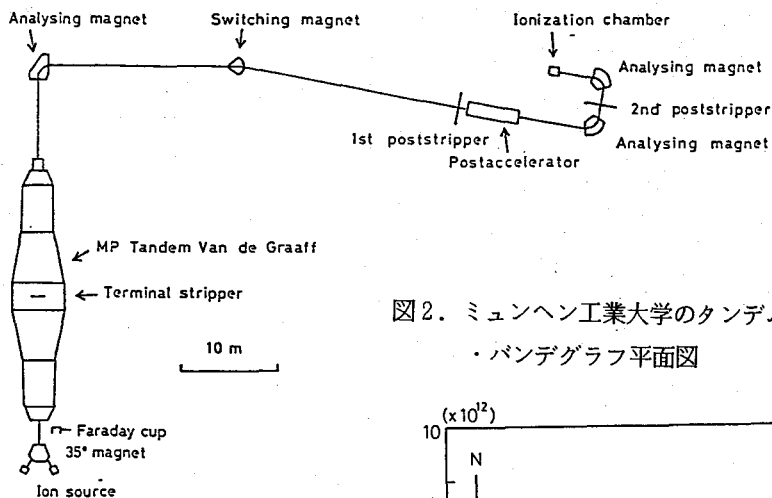 Analysing magnet
Switching magnet
Ionization chamber
Analysing magnet
2nd poststripper
1st poststripper
Analysing magnet
Postaccelerator
MP Tandem Van de Graaff
Terminal stripper
10 m
Faraday cup
35° magnet
Ion source
図2. ミュンヘン工業大学のタンデム
・バンデグラフ平面図
(x10¹²)
10
N